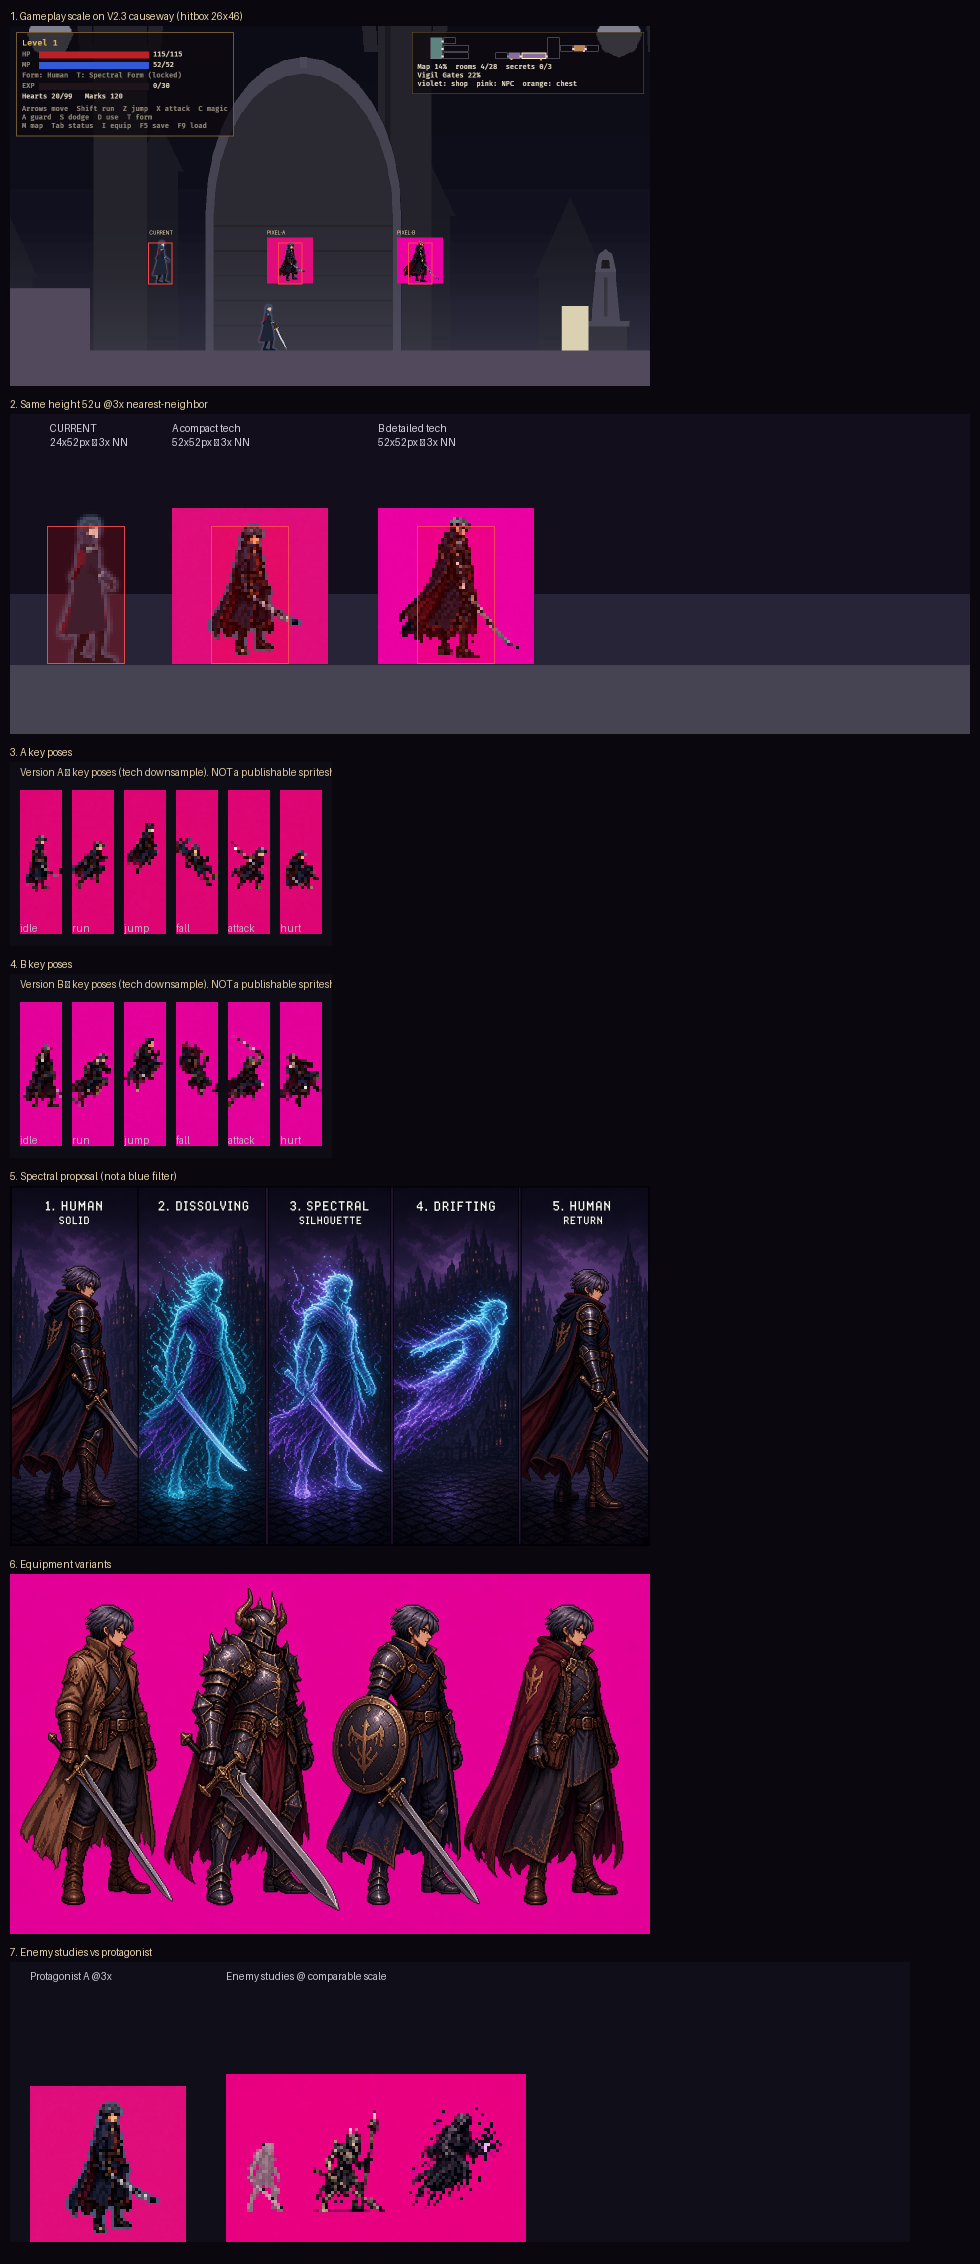 1. Gameplay scale on V2.3 causeway (hitbox 26x46)
Level 1
HP 115/115
MP 52/52
Form: Human T: Spectral Form (locked)
EXP 0/30
Hearts 20/99 Marks 120
Arrows move Shift run Z jump X attack C magic
A guard S dodge D use T form
M map Tab status I equip F5 save F9 load
Map 14% rooms 4/28 secrets 0/3
Vigil Gates 22%
violet: shop pink: NPC orange: chest
CURRENT
PIXEL-A
PIXEL-B
2. Same height 52u @3x nearest-neighbor
CURRENT
24x52px □ 3x NN
A compact tech
52x52px □ 3x NN
B detailed tech
52x52px □ 3x NN
3. A key poses
Version A □ key poses (tech downsample). NOT a publishable spritesh
idle
run
jump
fall
attack
hurt
4. B key poses
Version B □ key poses (tech downsample). NOT a publishable spritesh
idle
run
jump
fall
attack
hurt
5. Spectral proposal (not a blue filter)
1. HUMAN
SOLID
2. DISSOLVING
3. SPECTRAL
SILHOUETTE
4. DRIFTING
5. HUMAN
RETURN
6. Equipment variants
7. Enemy studies vs protagonist
Protagonist A @3x
Enemy studies @ comparable scale